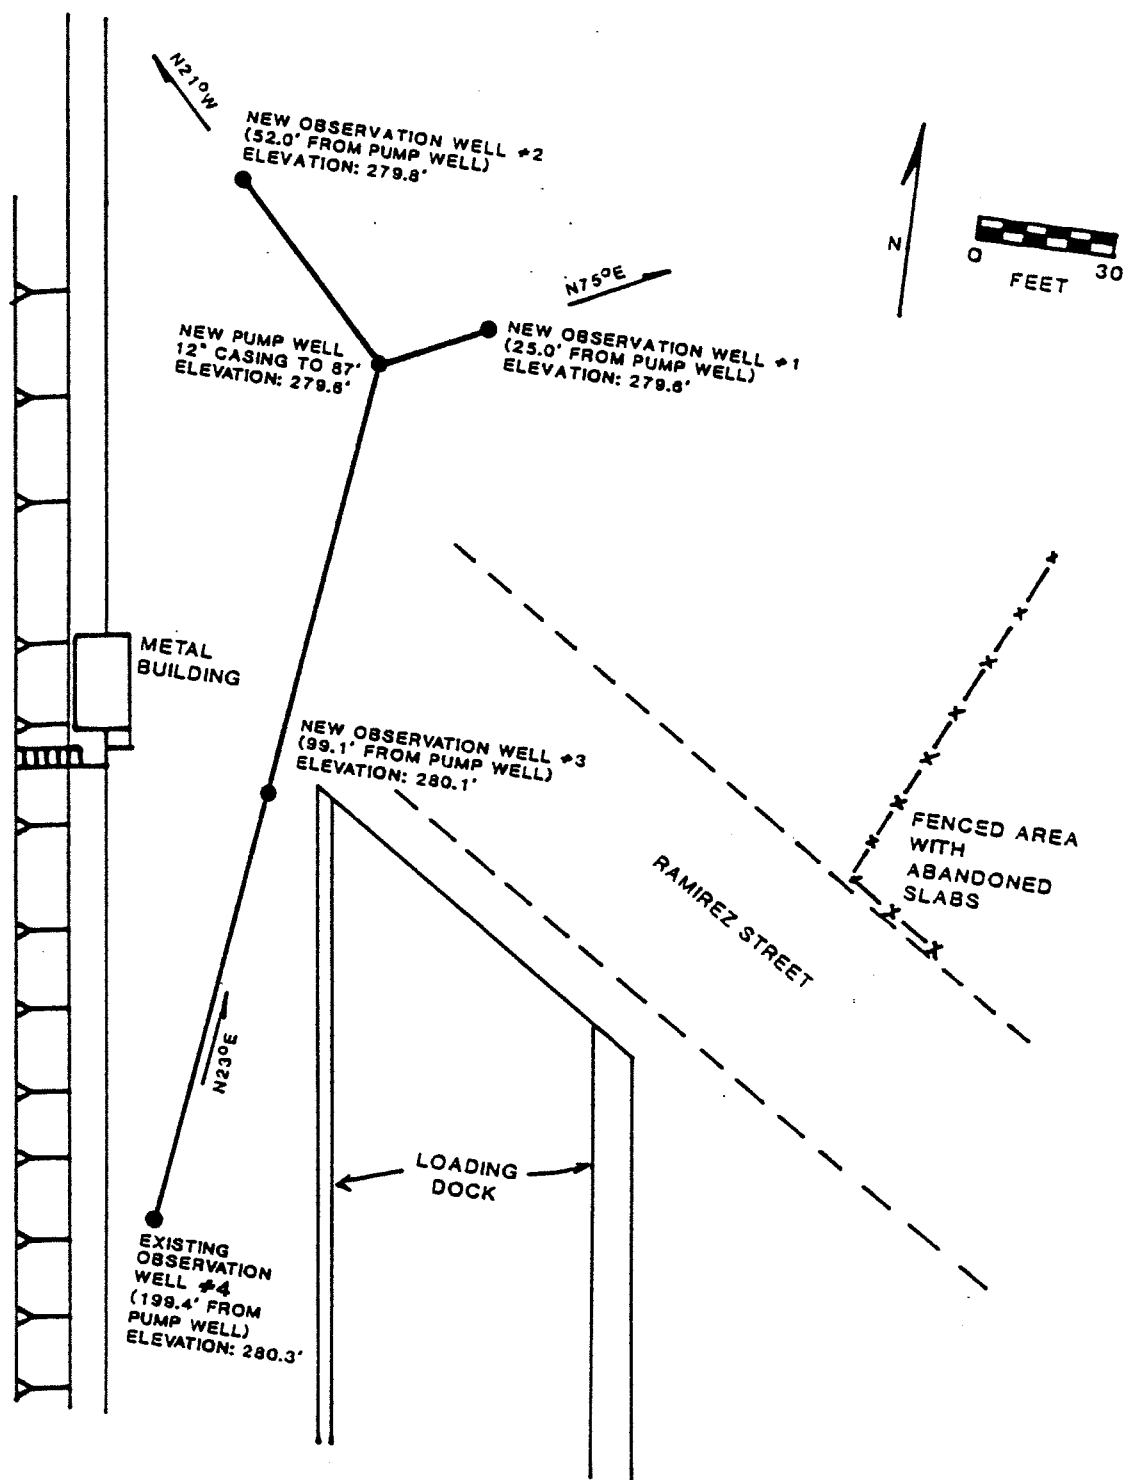 N21°W
NEW OBSERVATION WELL #2
(52.0' FROM PUMP WELL)
ELEVATION: 279.8'
N
0 30
FEET
N75°E
NEW PUMP WELL
12" CASING TO 87'
ELEVATION: 279.6'
NEW OBSERVATION WELL #1
(25.0' FROM PUMP WELL)
ELEVATION: 279.6'
METAL
BUILDING
NEW OBSERVATION WELL #3
(99.1' FROM PUMP WELL)
ELEVATION: 280.1'
FENCED AREA
WITH
ABANDONED
SLABS
RAMIREZ STREET
N23°E
LOADING
DOCK
EXISTING
OBSERVATION
WELL #4
(199.4' FROM
PUMP WELL)
ELEVATION: 280.3'